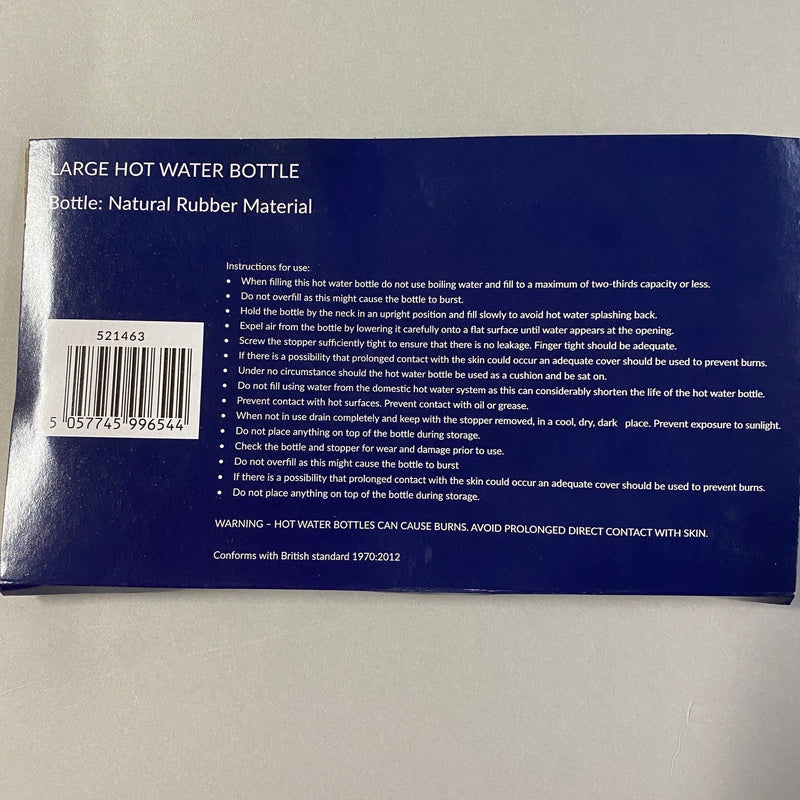 LARGE HOT WATER BOTTLE
Bottle: Natural Rubber Material
Instructions for use:
• When filling this hot water bottle do not use boiling water and fill to a maximum of two-thirds capacity or less.
• Do not overfill as this might cause the bottle to burst.
• Hold the bottle by the neck in an upright position and fill slowly to avoid hot water splashing back.
• Expel air from the bottle by lowering it carefully onto a flat surface until water appears at the opening.
• Screw the stopper sufficiently tight to ensure that there is no leakage. Finger tight should be adequate.
• If there is a possibility that prolonged contact with the skin could occur an adequate cover should be used to prevent burns.
• Under no circumstance should the hot water bottle be used as a cushion and be sat on.
• Do not fill using water from the domestic hot water system as this can considerably shorten the life of the hot water bottle.
• Prevent contact with hot surfaces. Prevent contact with oil or grease.
• When not in use drain completely and keep with the stopper removed, in a cool, dry, dark place. Prevent exposure to sunlight.
• Do not place anything on top of the bottle during storage.
• Check the bottle and stopper for wear and damage prior to use.
• Do not overfill as this might cause the bottle to burst
• If there is a possibility that prolonged contact with the skin could occur an adequate cover should be used to prevent burns.
• Do not place anything on top of the bottle during storage.
WARNING – HOT WATER BOTTLES CAN CAUSE BURNS. AVOID PROLONGED DIRECT CONTACT WITH SKIN.
Conforms with British standard 1970:2012
521463
5 057745 996544